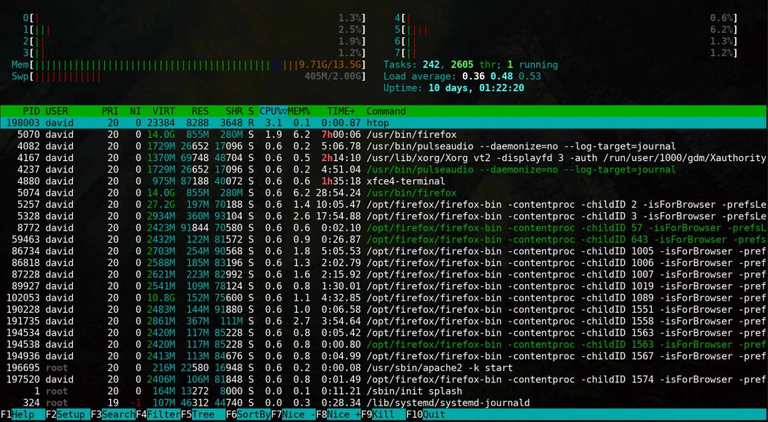 0[ 1.3%] 4[ 0.6%]
1[ 2.5%] 5[ 6.2%]
2[ 1.9%] 6[ 1.3%]
3[ 1.2%] 7[ 1.2%]
Mem[ 9.71G/13.5G] Tasks: 242, 2605 thr; 1 running
Swp[ 405M/2.00G] Load average: 0.36 0.48 0.53
Uptime: 10 days, 01:22:20
PID USER PRI NI VIRT RES SHR S CPU%▽MEM% TIME+ Command
198003 david 20 0 23384 8288 3648 R 3.1 0.1 0:00.87 htop
5070 david 20 0 14.0G 855M 280M S 1.9 6.2 7h00:06 /usr/bin/firefox
4082 david 20 0 1729M 26652 17096 S 1.2 0.2 5:06.78 /usr/bin/pulseaudio --daemonize=no --log-target=journal
4167 david 20 0 1370M 69748 48704 S 1.2 0.5 2h14:10 /usr/lib/xorg/Xorg vt2 -displayfd 3 -auth /run/user/1000/gdm/Xauthority
4237 david 20 0 1729M 26652 17096 S 1.2 0.2 4:51.04 /usr/bin/pulseaudio --daemonize=no --log-target=journal
4880 david 20 0 975M 87188 40072 S 0.6 0.6 1h35:18 xfce4-terminal
5074 david 20 0 14.0G 855M 280M S 0.6 6.2 28:54.24 /usr/bin/firefox
5257 david 20 0 27.2G 197M 70188 S 0.6 1.4 10:05.47 /opt/firefox/firefox-bin -contentproc -childID 2 -isForBrowser -prefsLe
5328 david 20 0 2934M 360M 93104 S 0.6 2.6 17:54.88 /opt/firefox/firefox-bin -contentproc -childID 3 -isForBrowser -prefsLe
8772 david 20 0 2423M 91844 70580 S 0.6 0.6 0:02.10 /opt/firefox/firefox-bin -contentproc -childID 57 -isForBrowser -prefsL
59463 david 20 0 2432M 122M 81572 S 0.6 0.9 0:26.87 /opt/firefox/firefox-bin -contentproc -childID 643 -isForBrowser -prefs
86734 david 20 0 2703M 254M 90568 S 0.6 1.8 5:05.53 /opt/firefox/firefox-bin -contentproc -childID 1005 -isForBrowser -pref
86818 david 20 0 2588M 185M 83196 S 0.6 1.3 2:02.79 /opt/firefox/firefox-bin -contentproc -childID 1006 -isForBrowser -pref
87228 david 20 0 2621M 223M 82992 S 0.6 1.6 2:15.92 /opt/firefox/firefox-bin -contentproc -childID 1007 -isForBrowser -pref
89927 david 20 0 2541M 109M 78124 S 0.6 0.8 1:30.01 /opt/firefox/firefox-bin -contentproc -childID 1019 -isForBrowser -pref
102053 david 20 0 10.8G 152M 75600 S 0.6 1.1 4:32.85 /opt/firefox/firefox-bin -contentproc -childID 1089 -isForBrowser -pref
190228 david 20 0 2483M 144M 91880 S 0.6 1.0 0:06.58 /opt/firefox/firefox-bin -contentproc -childID 1551 -isForBrowser -pref
191735 david 20 0 2861M 367M 111M S 0.6 2.7 3:54.64 /opt/firefox/firefox-bin -contentproc -childID 1558 -isForBrowser -pref
194534 david 20 0 2420M 117M 85228 S 0.6 0.8 0:05.42 /opt/firefox/firefox-bin -contentproc -childID 1563 -isForBrowser -pref
194538 david 20 0 2420M 117M 85228 S 0.6 0.8 0:00.80 /opt/firefox/firefox-bin -contentproc -childID 1563 -isForBrowser -pref
194936 david 20 0 2413M 113M 84676 S 0.6 0.8 0:04.99 /opt/firefox/firefox-bin -contentproc -childID 1567 -isForBrowser -pref
196695 root 20 0 216M 22580 16948 S 0.6 0.2 0:00.08 /usr/sbin/apache2 -k start
197520 david 20 0 2406M 106M 81848 S 0.6 0.8 0:01.49 /opt/firefox/firefox-bin -contentproc -childID 1574 -isForBrowser -pref
1 root 20 0 164M 13272 8000 S 0.0 0.1 0:11.21 /sbin/init splash
324 root 19 -1 107M 46312 44740 S 0.0 0.3 0:28.34 /lib/systemd/systemd-journald
F1Help F2Setup F3SearchF4FilterF5Tree F6SortByF7Nice -F8Nice +F9Kill F10Quit